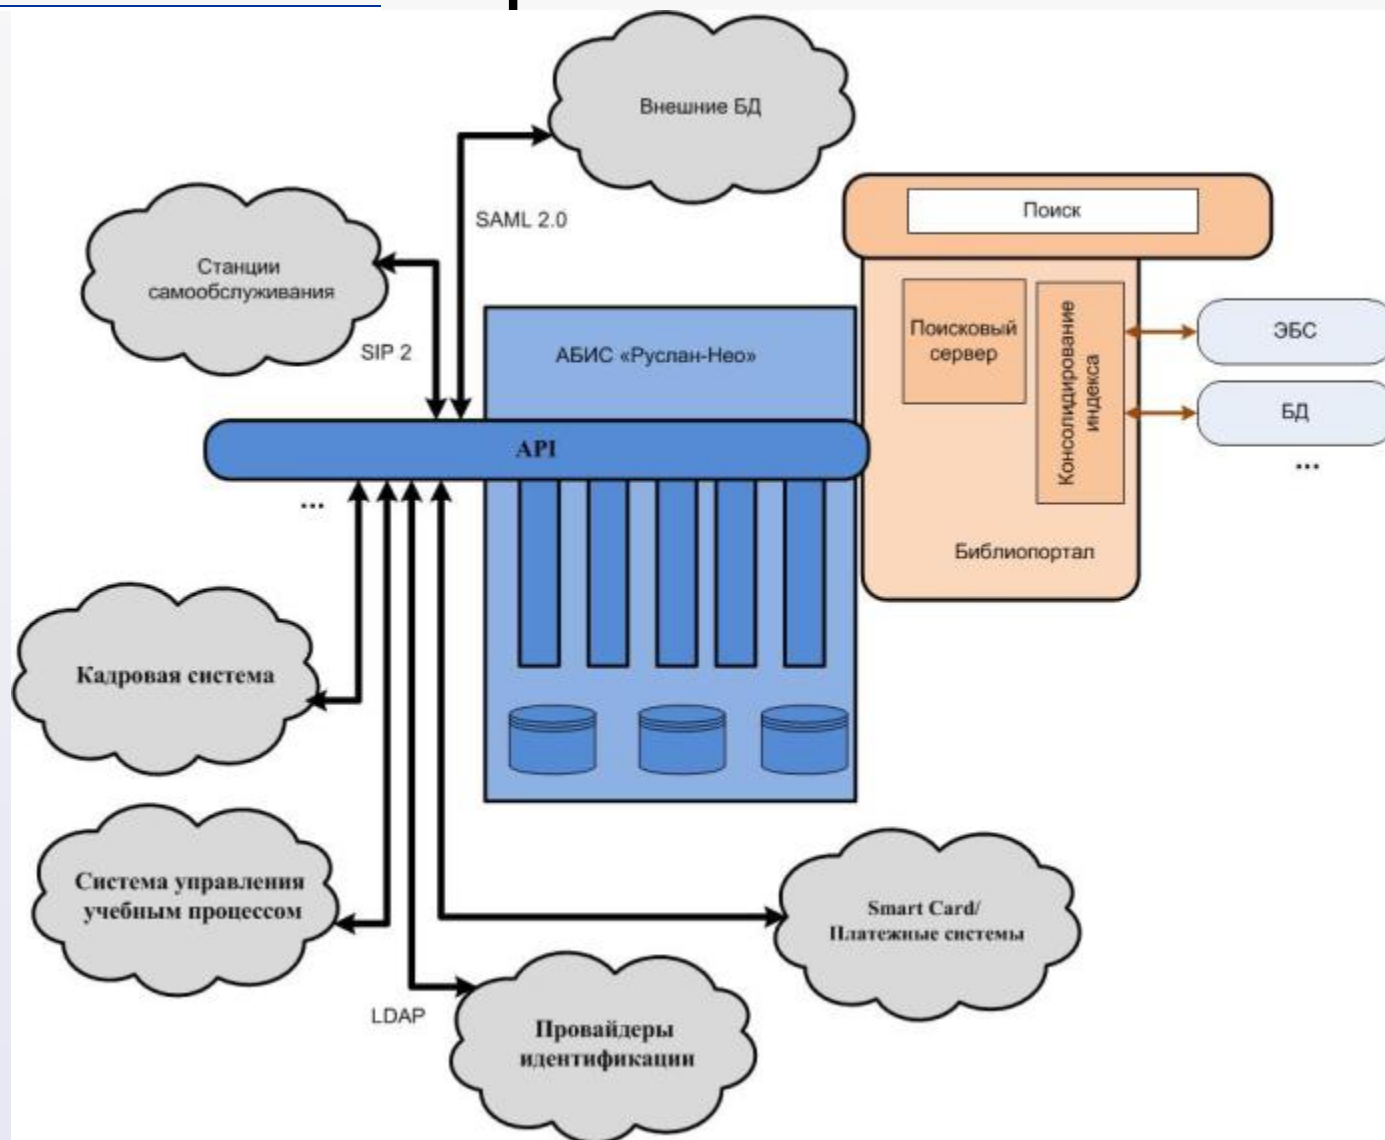 Внешние БД
SAML 2.0
Поиск
Станции
самообслуживания
SIP 2
АБИС «Руслан-Нео»
Поисковый
сервер
Консолидирование
индекса
ЭБС
БД
...
API
...
Библиопортал
Кадровая система
Система управления
учебным процессом
Smart Card/
Платежные системы
LDAP
Провайдеры
идентификации